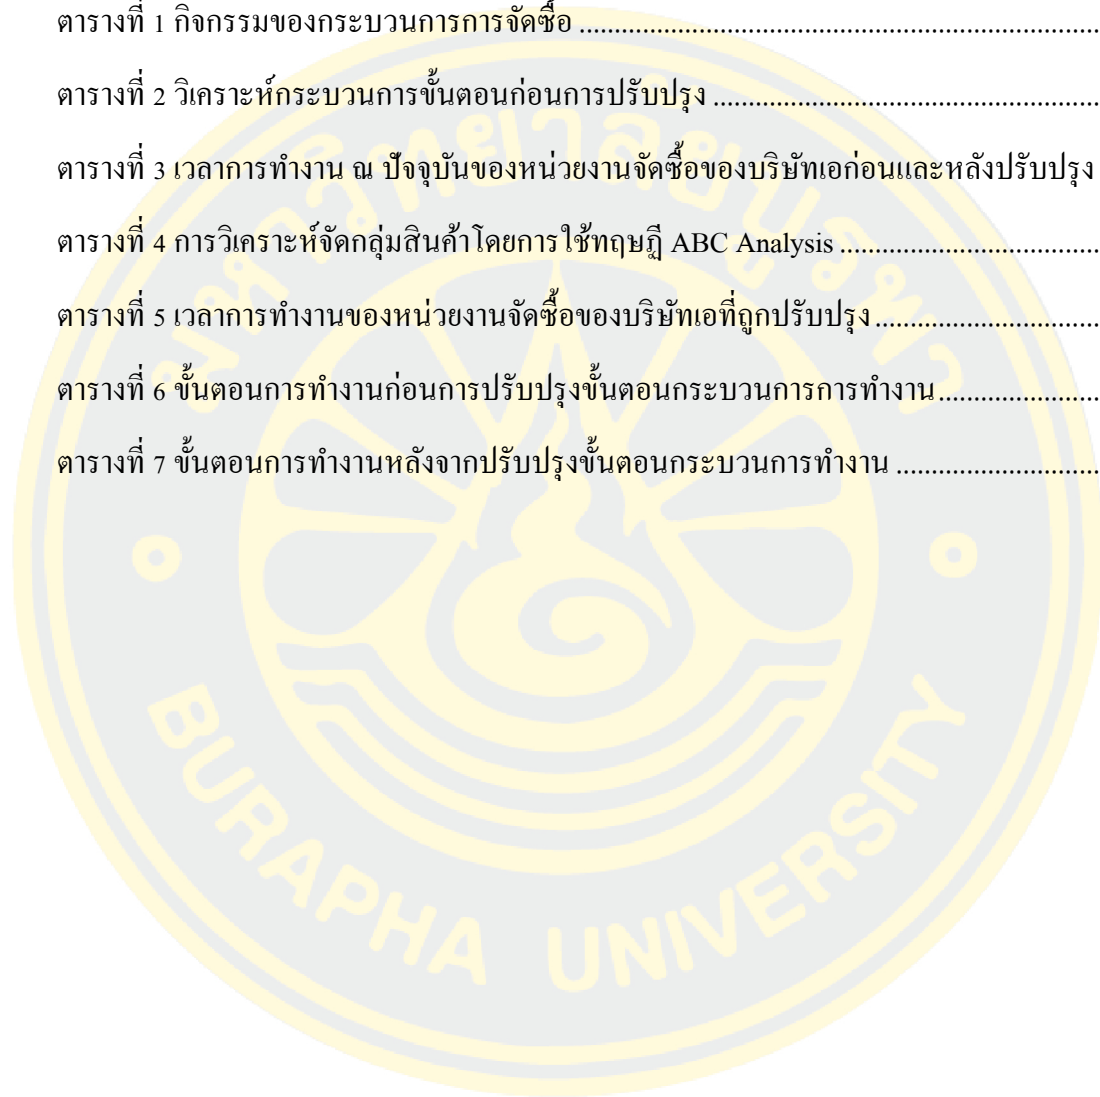 ตารางที่ 1 กิจกรรมของกระบวนการการจัดซื้อ ........................................................................................
ตารางที่ 2 วิเคราะห์กระบวนการขั้นตอนก่อนการปรับปรุง .................................................................
ตารางที่ 3 เวลาการทำงาน ณ ปัจจุบันของหน่วยงานจัดซื้อของบริษัทเอก่อนและหลังปรับปรุง
ตารางที่ 4 การวิเคราะห์จัดกลุ่มสินค้าโดยการใช้ทฤษฎี ABC Analysis ............................................
ตารางที่ 5 เวลาการทำงานของหน่วยงานจัดซื้อของบริษัทเอที่ถูกปรับปรุง ......................................
ตารางที่ 6 ขั้นตอนการทำงานก่อนการปรับปรุงขั้นตอนกระบวนการการทำงาน ...........................
ตารางที่ 7 ขั้นตอนการทำงานหลังจากปรับปรุงขั้นตอนกระบวนการทำงาน ..................................
มหาวิทยาลัยบูรพา
BURAPHA UNIVERSITY